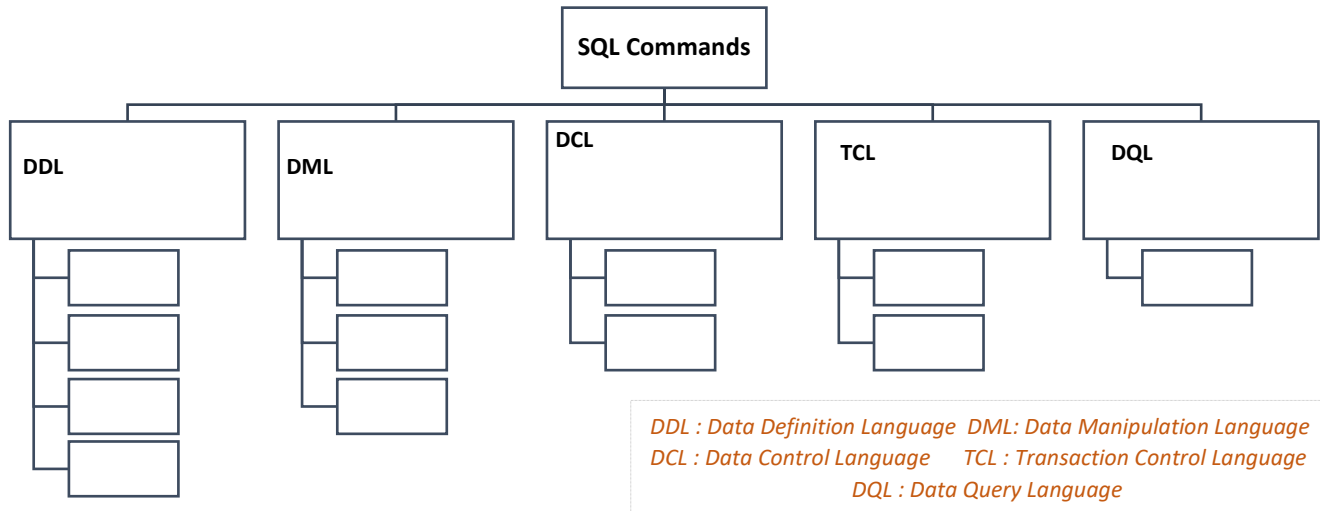 SQL Commands
DDL
DML
DCL
TCL
DQL
DDL : Data Definition Language DML: Data Manipulation Language
DCL : Data Control Language TCL : Transaction Control Language
DQL : Data Query Language